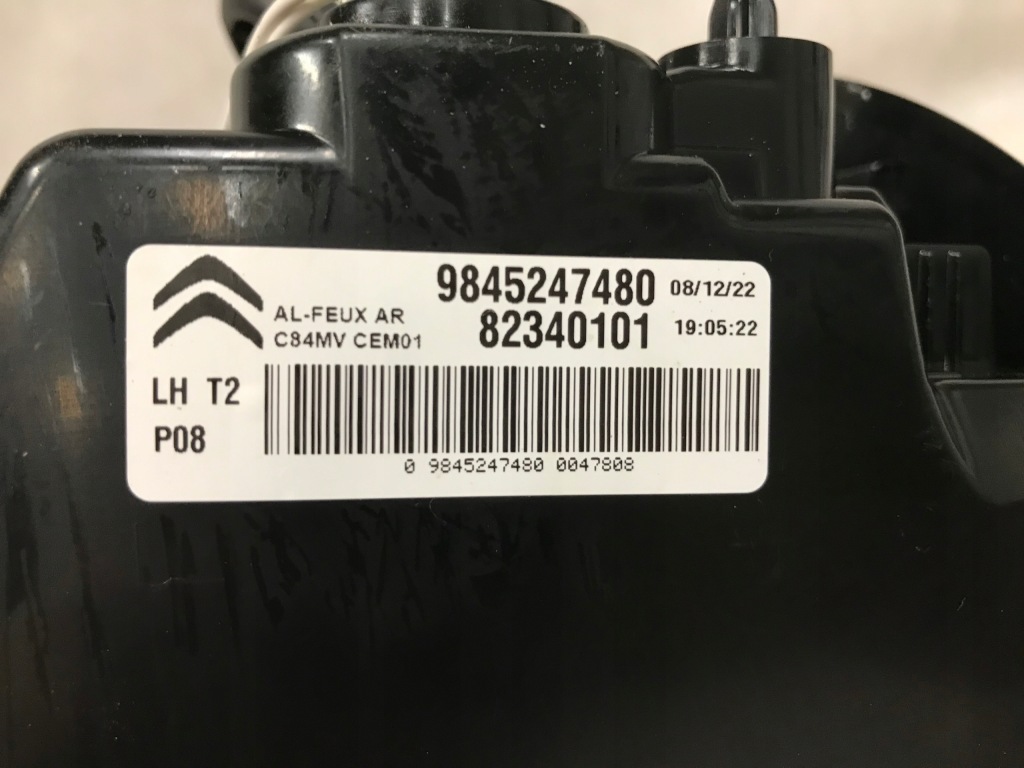 9845247480 08/12/22
AL-FEUX AR
82340101 19:05:22
C84MV CEM01
LH T2
P08
0 9845247480 0047808